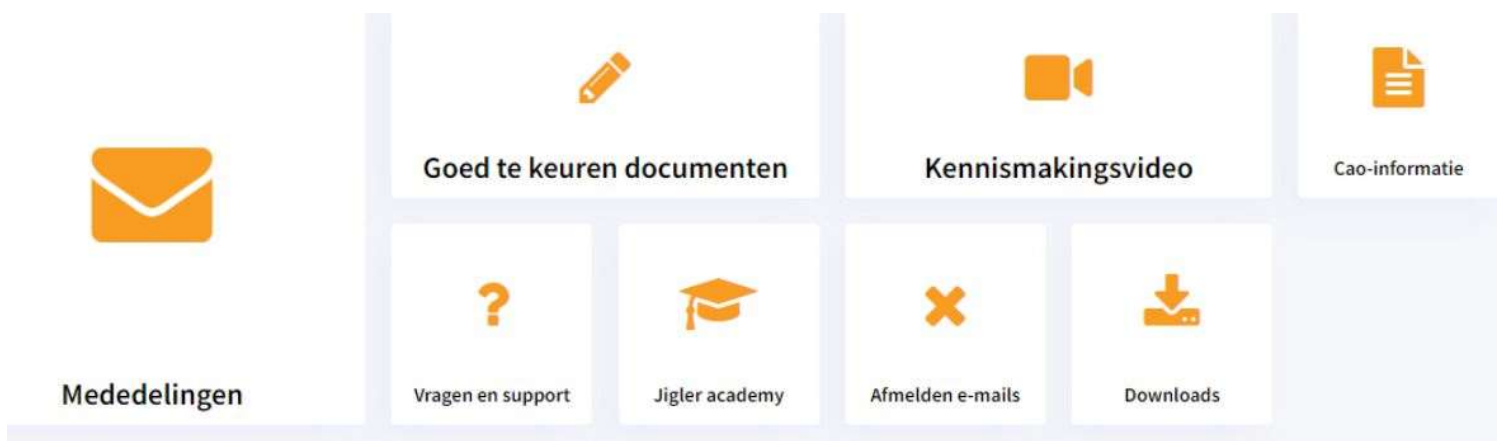 Goed te keuren documenten
Kennismakingsvideo
Cao-informatie
Mededelingen
Vragen en support
Jigler academy
Afmelden e-mails
Downloads